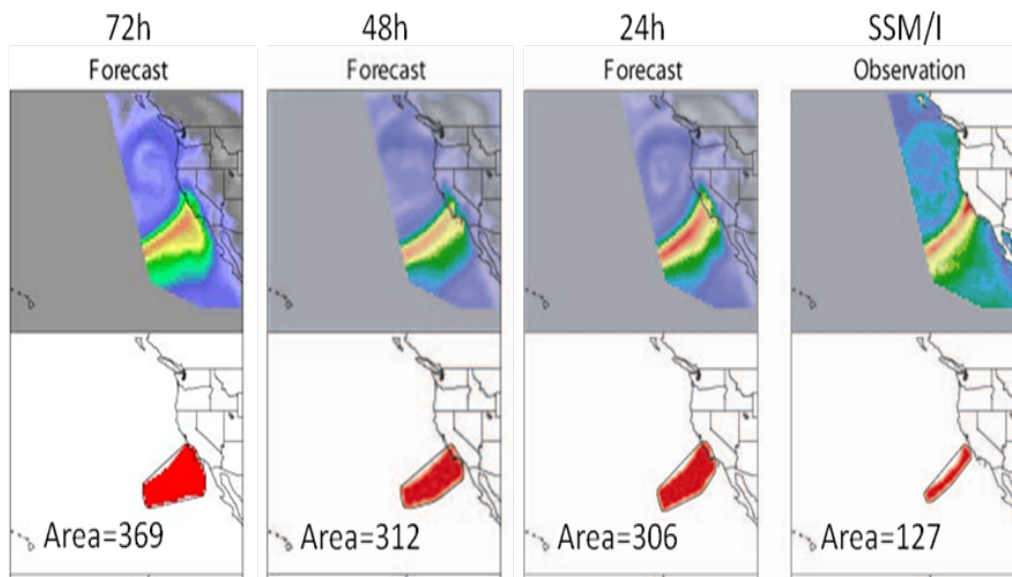 72h
48h
24h
SSM/I
Forecast
Forecast
Forecast
Observation
Area=369
Area=312
Area=306
Area=127